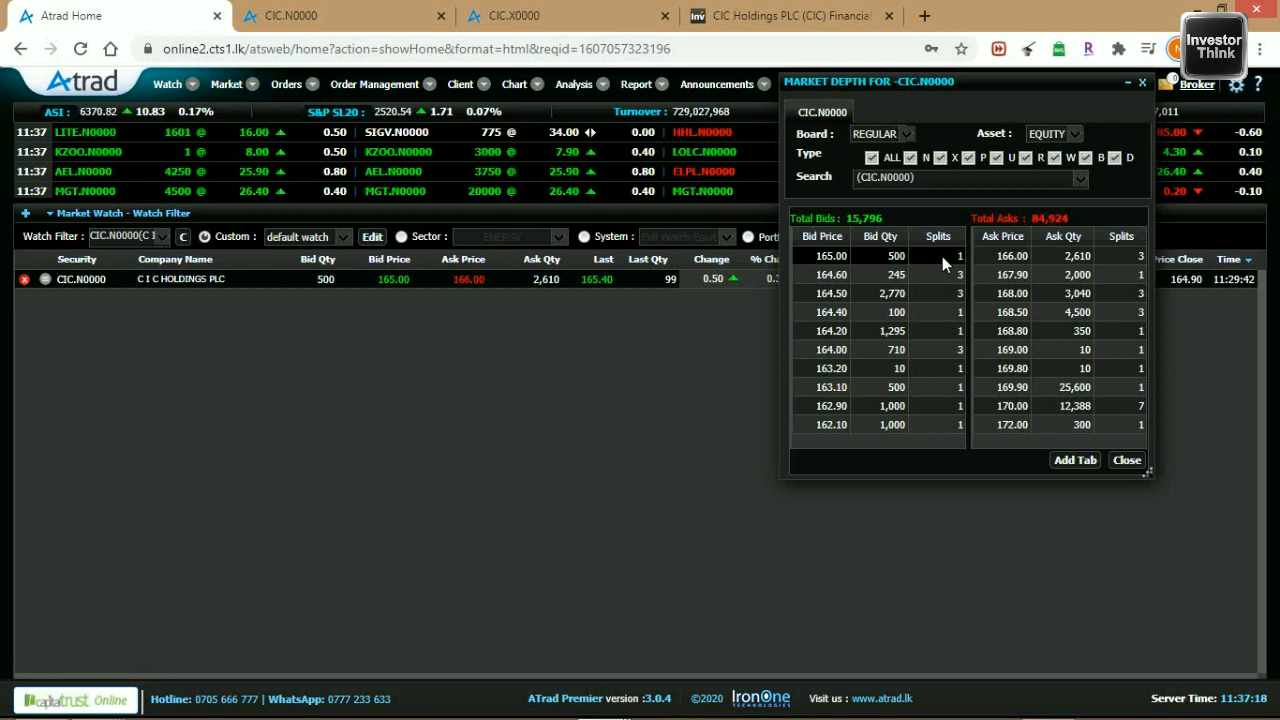 Atrad Home
CIC.N0000
CIC.X0000
Inv CIC Holdings PLC (CIC) Financial
Investor
Think
online2.cts1.lk/atsweb/home?action=showHome&format=html&reqid=1607057323196
Atrad
Watch Market Orders Order Management Client Chart Analysis Report Announcements
Broker
ASI : 6370.82 10.83 0.17% S&P SL20 : 2520.54 1.71 0.07% Turnover : 729,027,968
11:37 LITE.N0000 1601 @ 16.00 0.50 SIGV.N0000 775 @ 34.00 0.00 HHL.N0000 -0.60
11:37 KZOO.N0000 1 @ 8.00 0.50 KZOO.N0000 3000 @ 7.90 0.40 LOLC.N0000 4.30 0.10
11:37 AEL.N0000 4250 @ 25.90 0.80 AEL.N0000 3750 @ 25.90 0.80 ELPL.N0000 26.40 0.40
11:37 MGT.N0000 4500 @ 26.40 0.40 MGT.N0000 20000 @ 26.40 0.40 0.20 -0.10
Market Watch - Watch Filter
Watch Filter : CIC.N0000(C I C Custom : default watch Edit Sector : ENERGY System : Full Watch-Equit Portf
Security Company Name Bid Qty Bid Price Ask Price Ask Qty Last Last Qty Change % Cha Price Close Time
CIC.N0000 C I C HOLDINGS PLC 500 165.00 166.00 2,610 165.40 99 0.50 0.3 164.90 11:29:42
MARKET DEPTH FOR -CIC.N0000
CIC.N0000
Board : REGULAR Asset : EQUITY
Type ALL N X P U R W B D
Search (CIC.N0000)
Total Bids : 15,796 Total Asks : 84,924
Bid Price Bid Qty Splits Ask Price Ask Qty Splits
165.00 500 1 166.00 2,610 3
164.60 245 3 167.90 2,000 1
164.50 2,770 3 168.00 3,040 3
164.40 100 1 168.50 4,500 3
164.20 1,295 1 168.80 350 1
164.00 710 3 169.00 10 1
163.20 10 1 169.80 10 1
163.10 500 1 169.90 25,600 1
162.90 1,000 1 170.00 12,388 7
162.10 1,000 1 172.00 300 1
Add Tab Close
capitaltrust Online Hotline: 0705 666 777 | WhatsApp: 0777 233 633 ATrad Premier version :3.0.4 ©2020 IronOne TECHNOLOGIES Visit us : www.atrad.lk Server Time: 11:37:18